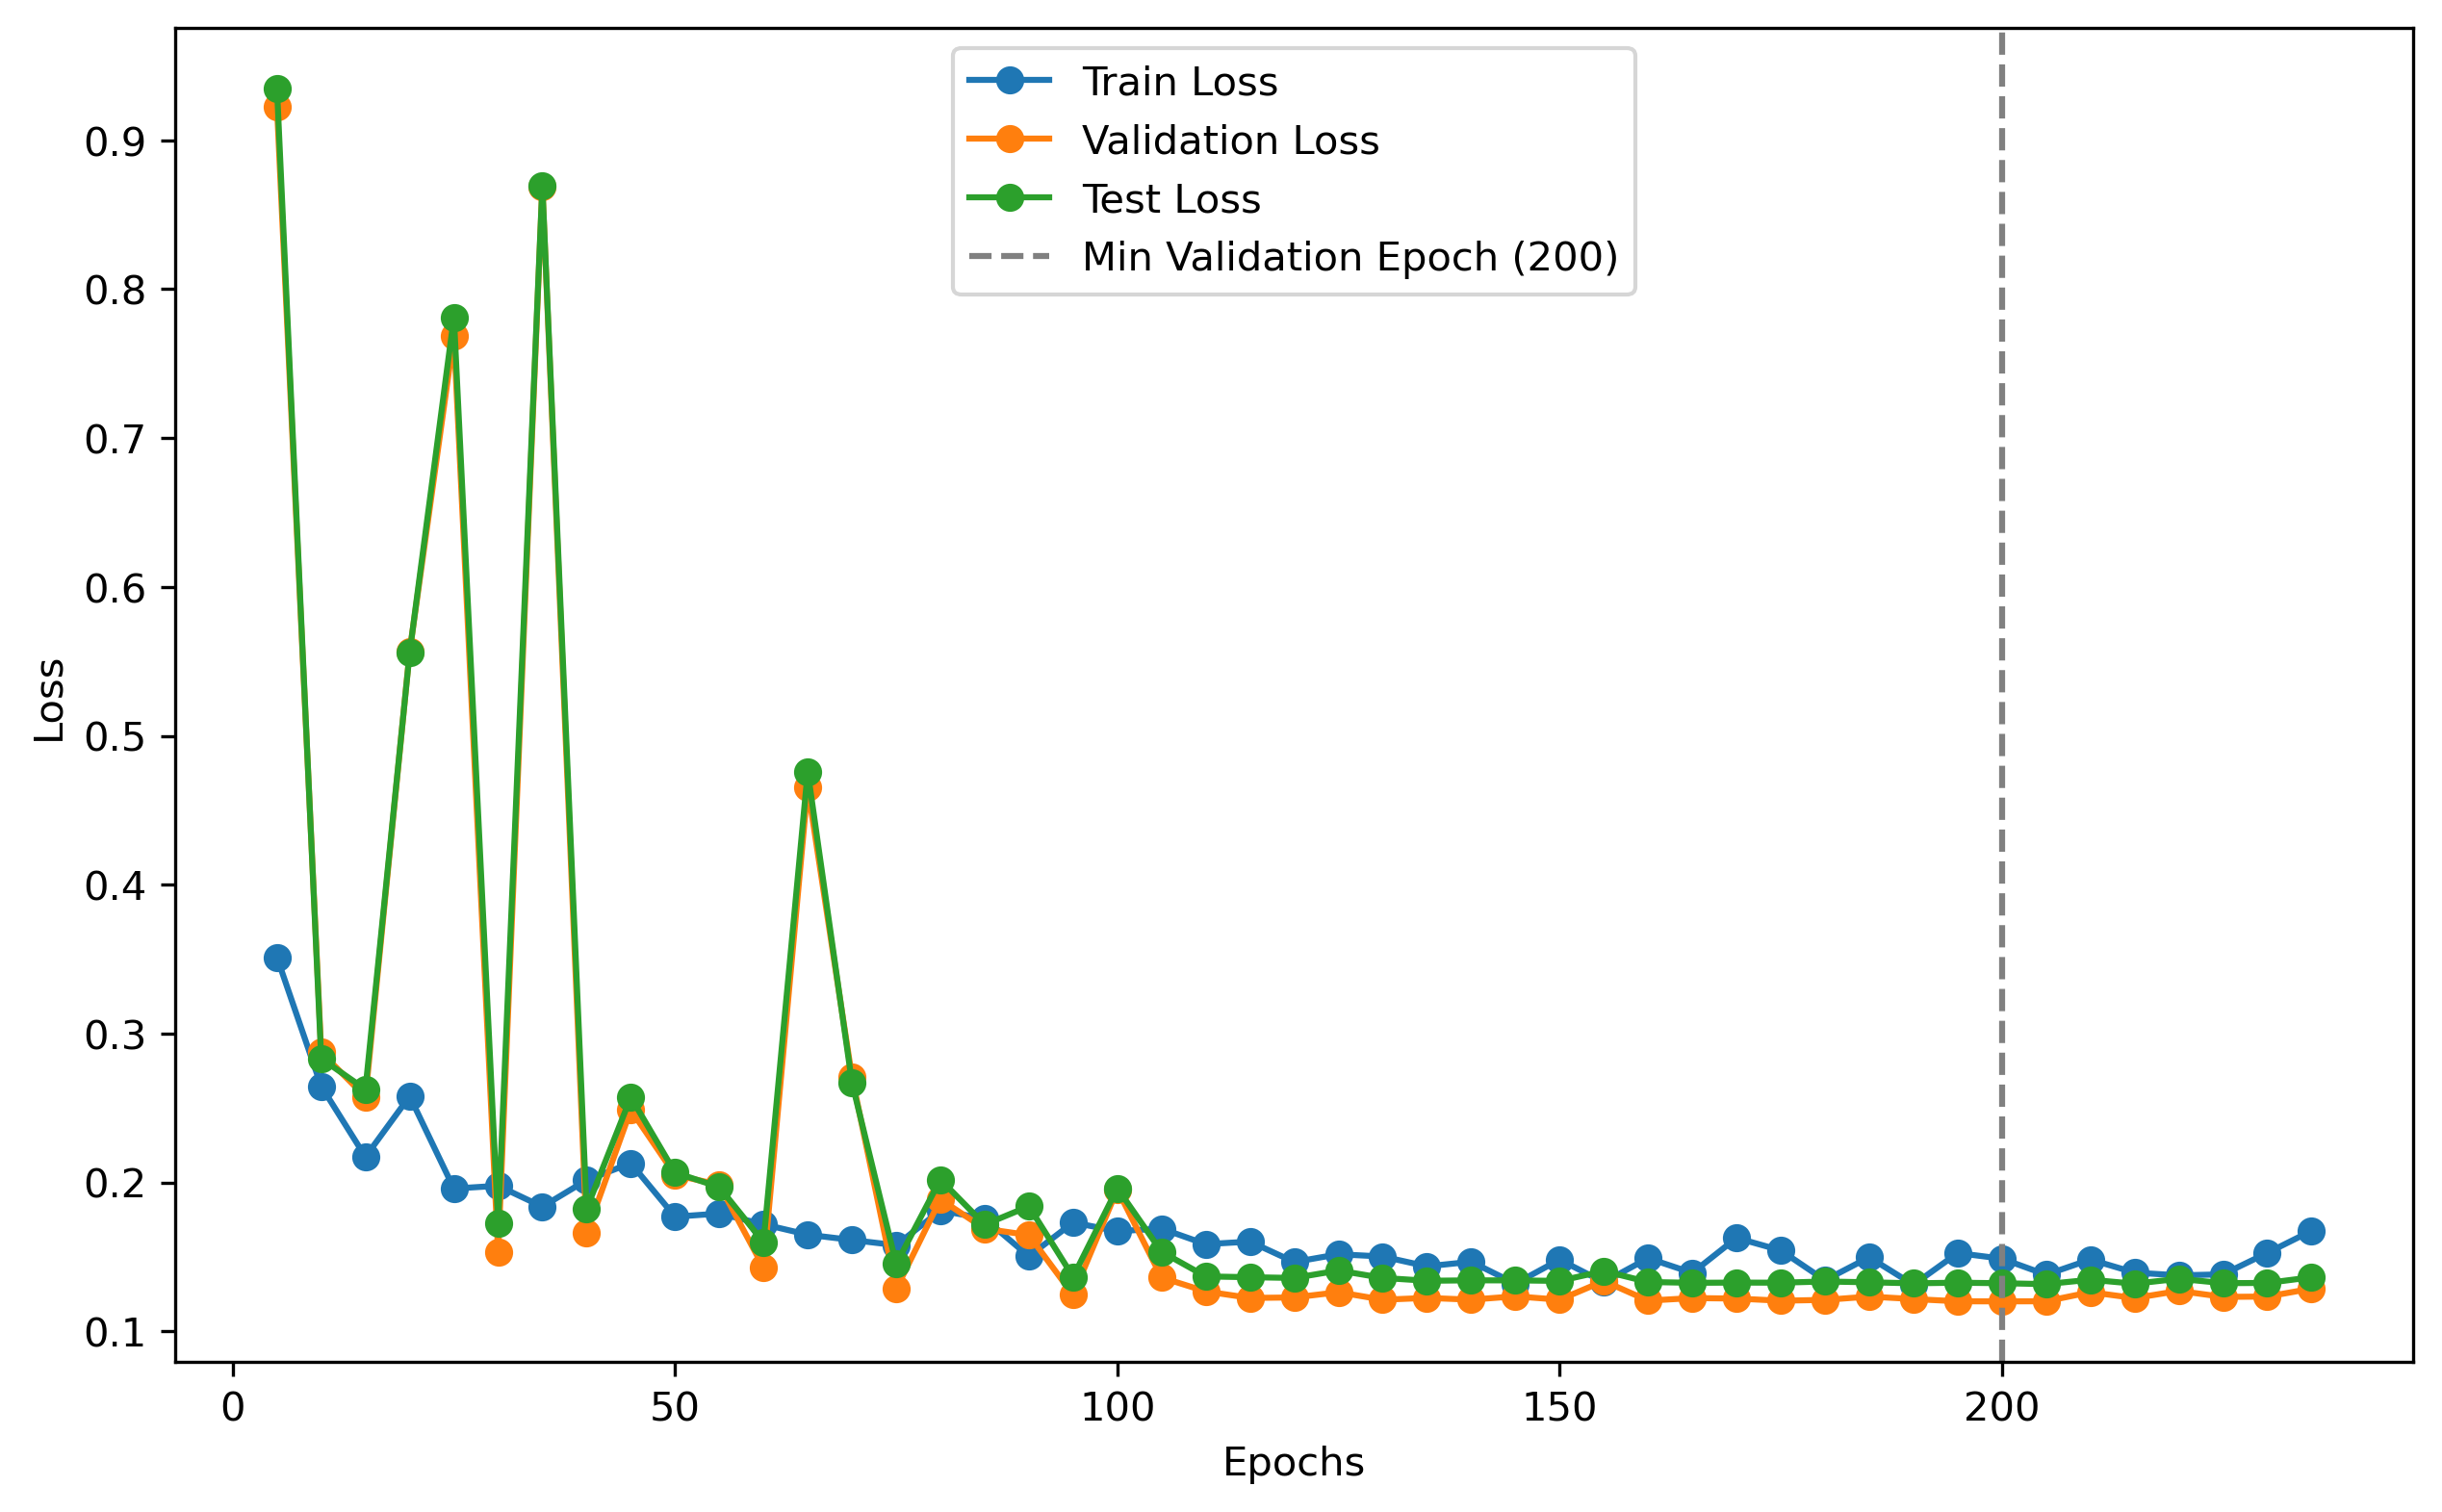 Train Loss
Validation Loss
Test Loss
Min Validation Epoch (200)
0.9
0.8
0.7
0.6
0.5
0.4
0.3
0.2
0.1
Loss
0 50 100 150 200
Epochs